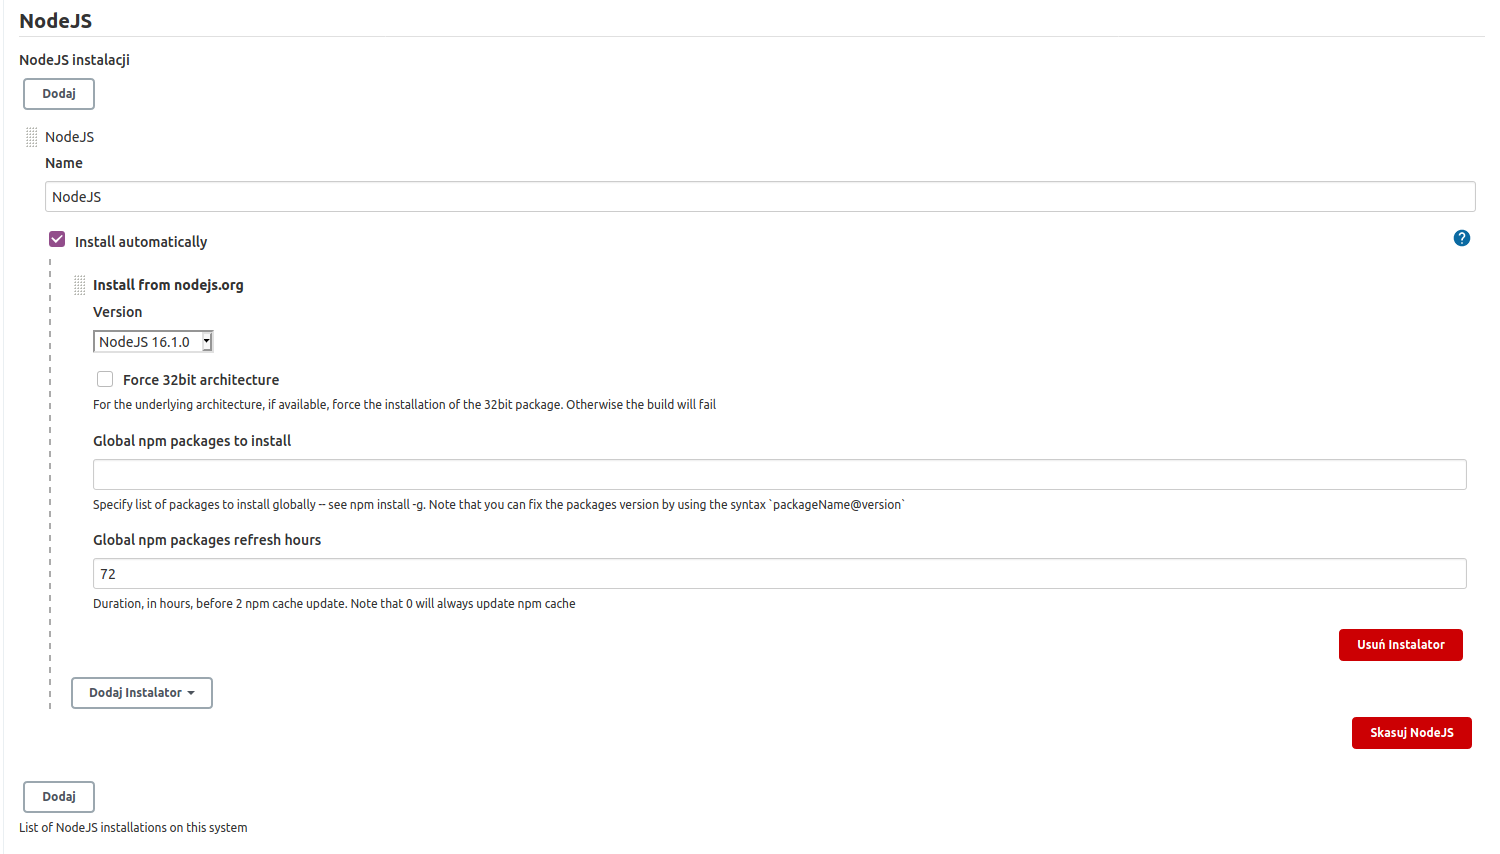 NodeJS
NodeJS instalacji
Dodaj
NodeJS
Name
NodeJS
Install automatically
?
Install from nodejs.org
Version
NodeJS 16.1.0
Force 32bit architecture
For the underlying architecture, if available, force the installation of the 32bit package. Otherwise the build will fail
Global npm packages to install
Specify list of packages to install globally -- see npm install -g. Note that you can fix the packages version by using the syntax `packageName@version`
Global npm packages refresh hours
72
Duration, in hours, before 2 npm cache update. Note that 0 will always update npm cache
Usuń Instalator
Dodaj Instalator
Skasuj NodeJS
Dodaj
List of NodeJS installations on this system